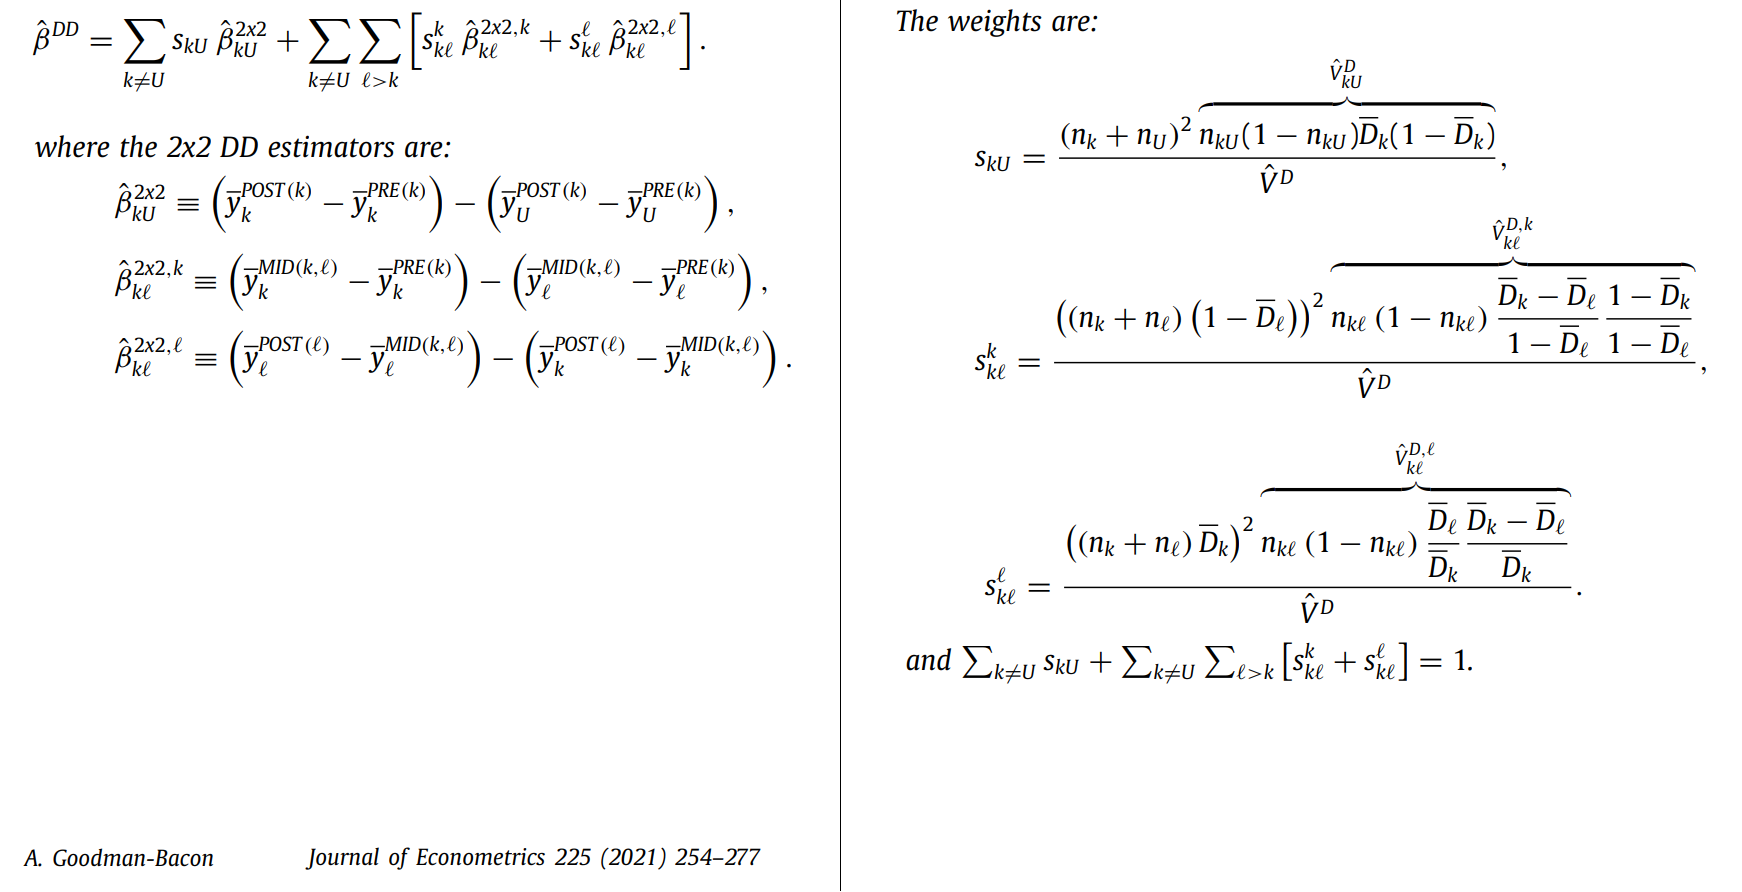 $\hat{\beta}^{DD} = \sum_{k \neq U} s_{kU} \hat{\beta}_{kU}^{2x2} + \sum_{k \neq U} \sum_{\ell > k} \left[ s_{k\ell}^{k} \hat{\beta}_{k\ell}^{2x2,k} + s_{k\ell}^{\ell} \hat{\beta}_{k\ell}^{2x2,\ell} \right].$
where the 2x2 DD estimators are:
$\hat{\beta}_{kU}^{2x2} \equiv \left( \overline{y}_{k}^{POST(k)} - \overline{y}_{k}^{PRE(k)} \right) - \left( \overline{y}_{U}^{POST(k)} - \overline{y}_{U}^{PRE(k)} \right),$
$\hat{\beta}_{k\ell}^{2x2,k} \equiv \left( \overline{y}_{k}^{MID(k,\ell)} - \overline{y}_{k}^{PRE(k)} \right) - \left( \overline{y}_{\ell}^{MID(k,\ell)} - \overline{y}_{\ell}^{PRE(k)} \right),$
$\hat{\beta}_{k\ell}^{2x2,\ell} \equiv \left( \overline{y}_{\ell}^{POST(\ell)} - \overline{y}_{\ell}^{MID(k,\ell)} \right) - \left( \overline{y}_{k}^{POST(\ell)} - \overline{y}_{k}^{MID(k,\ell)} \right).$
A. Goodman-Bacon Journal of Econometrics 225 (2021) 254–277
The weights are:
$s_{kU} = \frac{(n_k + n_U)^2 \overbrace{n_{kU}(1 - n_{kU}) \overline{D}_k (1 - \overline{D}_k)}^{\hat{V}_{kU}^{D}}}{\hat{V}^{D}},$
$s_{k\ell}^{k} = \frac{\left( (n_k + n_\ell) \left( 1 - \overline{D}_\ell \right) \right)^2 \overbrace{n_{k\ell} (1 - n_{k\ell}) \frac{\overline{D}_k - \overline{D}_\ell}{1 - \overline{D}_\ell} \frac{1 - \overline{D}_k}{1 - \overline{D}_\ell}}^{\hat{V}_{k\ell}^{D,k}}}{\hat{V}^{D}},$
$s_{k\ell}^{\ell} = \frac{\left( (n_k + n_\ell) \overline{D}_k \right)^2 \overbrace{n_{k\ell} (1 - n_{k\ell}) \frac{\overline{D}_\ell}{\overline{D}_k} \frac{\overline{D}_k - \overline{D}_\ell}{\overline{D}_k}}^{\hat{V}_{k\ell}^{D,\ell}}}{\hat{V}^{D}}.$
and $\sum_{k \neq U} s_{kU} + \sum_{k \neq U} \sum_{\ell > k} \left[ s_{k\ell}^{k} + s_{k\ell}^{\ell} \right] = 1.$